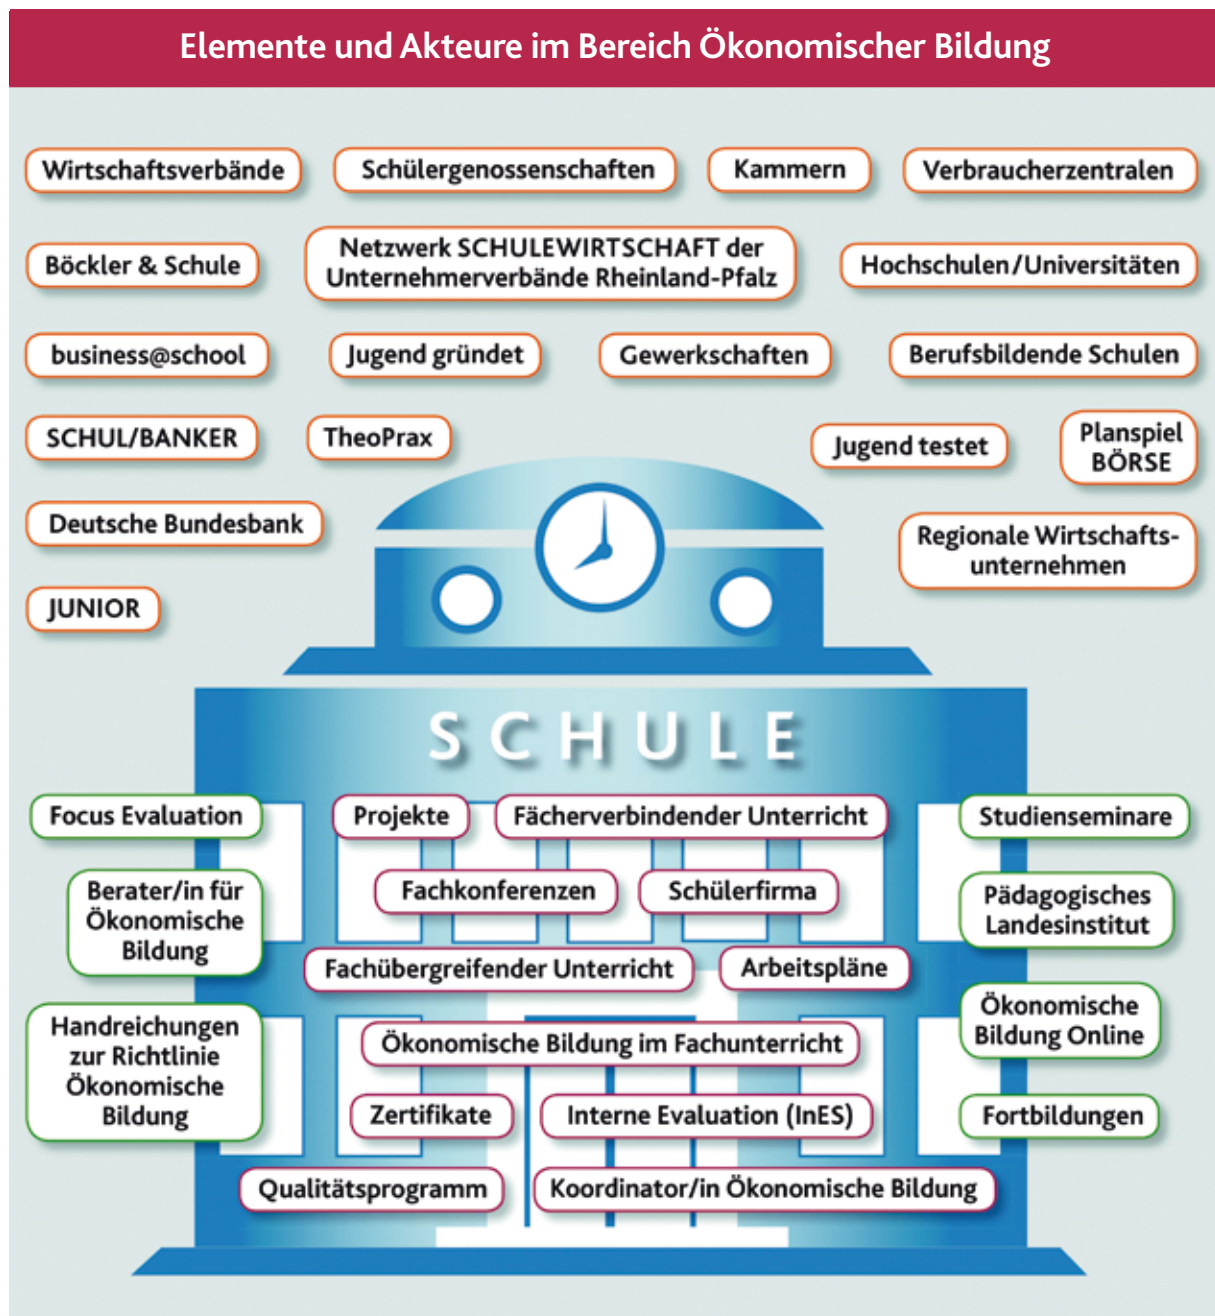 Elemente und Akteure im Bereich Ökonomischer Bildung
Wirtschaftsverbände
Schülergenossenschaften
Kammern
Verbraucherzentralen
Böckler & Schule
Netzwerk SCHULEWIRTSCHAFT der
Unternehmerverbände Rheinland-Pfalz
Hochschulen/Universitäten
business@school
Jugend gründet
Gewerkschaften
Berufsbildende Schulen
SCHUL/BANKER
TheoPrax
Jugend testet
Planspiel
BÖRSE
Deutsche Bundesbank
Regionale Wirtschafts-
unternehmen
JUNIOR
SCHULE
Focus Evaluation
Projekte
Fächerverbindender Unterricht
Studienseminare
Berater/in für
Ökonomische
Bildung
Fachkonferenzen
Schülerfirma
Pädagogisches
Landesinstitut
Fachübergreifender Unterricht
Arbeitspläne
Handreichungen
zur Richtlinie
Ökonomische
Bildung
Ökonomische Bildung im Fachunterricht
Ökonomische
Bildung Online
Zertifikate
Interne Evaluation (InES)
Fortbildungen
Qualitätsprogramm
Koordinator/in Ökonomische Bildung